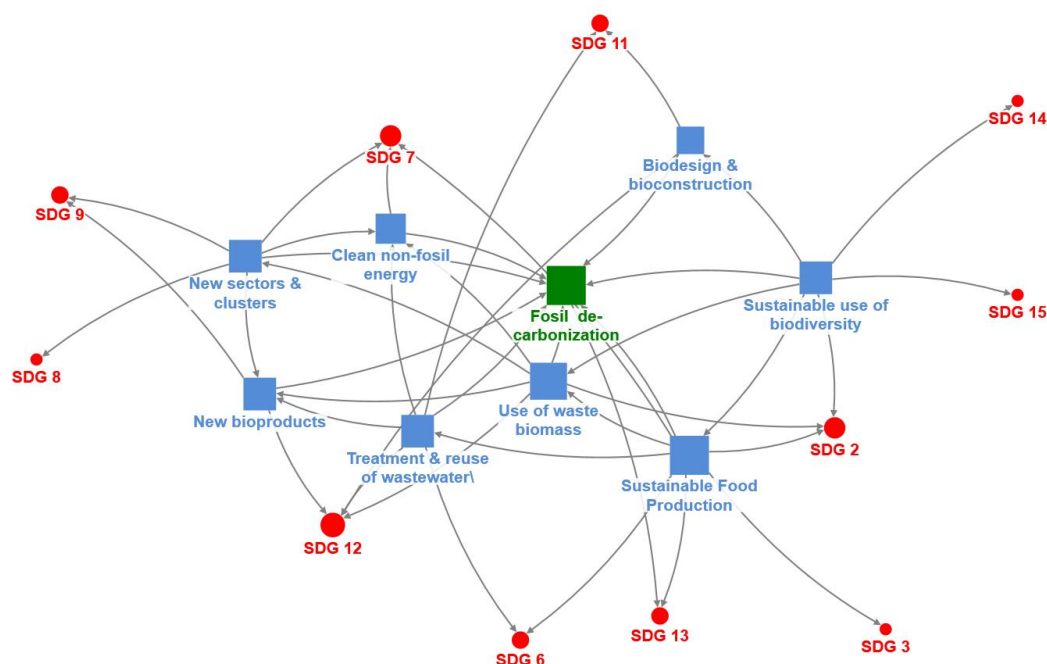 SDG 11
SDG 14
SDG 7
Biodesign &
bioconstruction
SDG 9
Clean non-fosil
energy
New sectors &
clusters
Sustainable use of
biodiversity
SDG 15
Fosil de-
carbonization
SDG 8
New bioproducts
Use of waste
biomass
SDG 2
Treatment & reuse
of wastewater\
Sustainable Food
Production
SDG 12
SDG 6
SDG 13
SDG 3